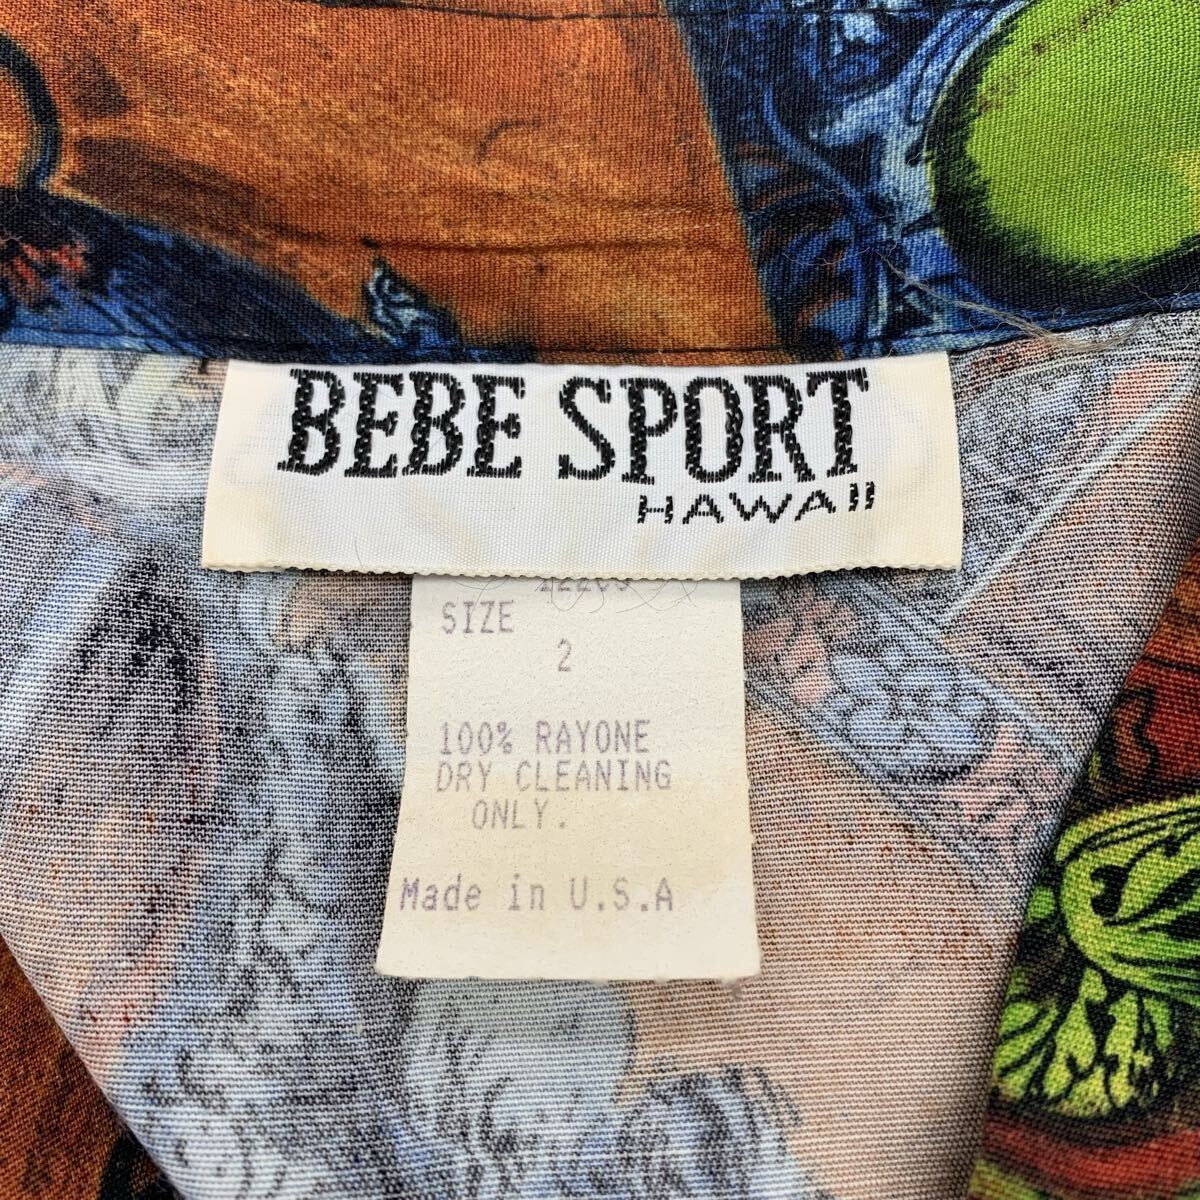 BEBE SPORT
HAWAII
SIZE
2
100% RAYONE
DRY CLEANING
ONLY.
Made in U.S.A